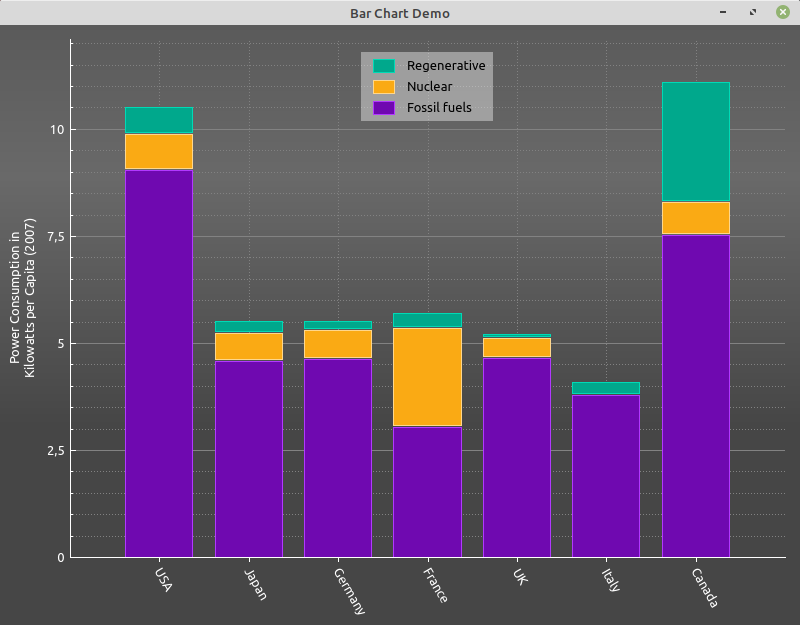 Bar Chart Demo
Regenerative
Nuclear
Fossil fuels
10
7,5
5
2,5
0
Power Consumption in
Kilowatts per Capita (2007)
USA
Japan
Germany
France
UK
Italy
Canada